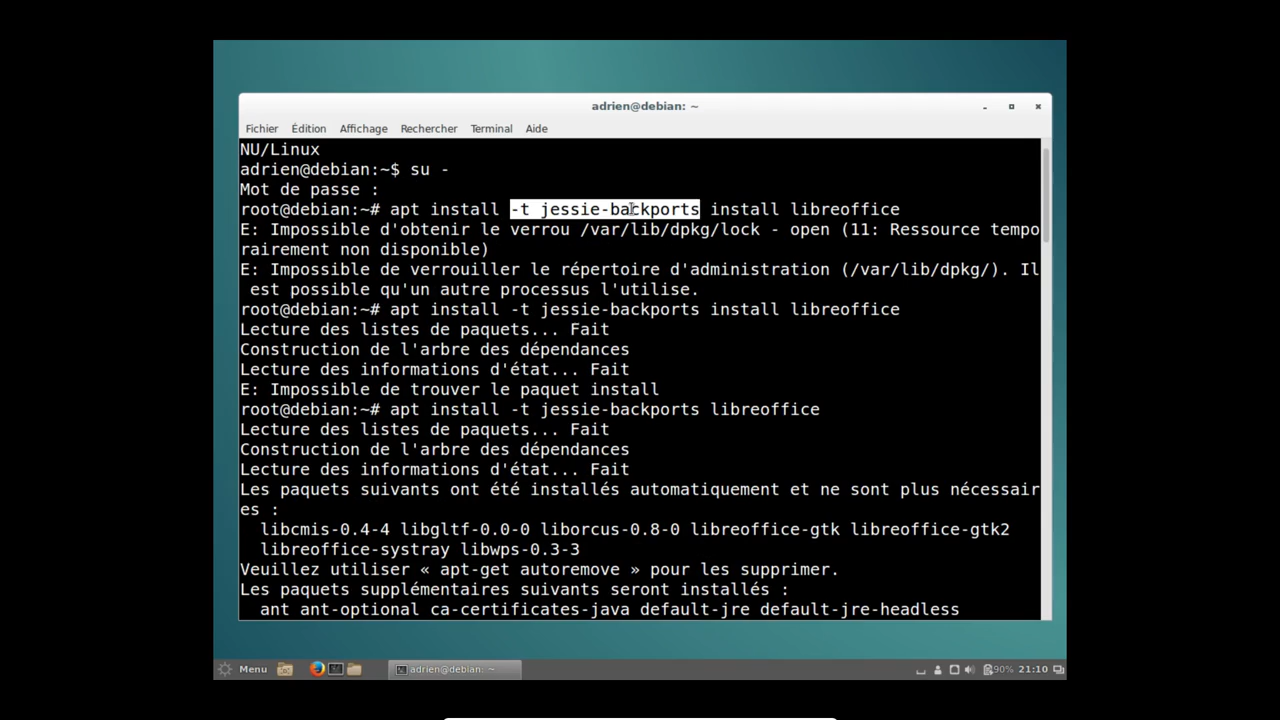 adrien@debian: ~
Fichier Édition Affichage Rechercher Terminal Aide
NU/Linux
adrien@debian:~$ su -
Mot de passe :
root@debian:~# apt install -t jessie-backports install libreoffice
E: Impossible d'obtenir le verrou /var/lib/dpkg/lock - open (11: Ressource tempo
rairement non disponible)
E: Impossible de verrouiller le répertoire d'administration (/var/lib/dpkg/). Il
 est possible qu'un autre processus l'utilise.
root@debian:~# apt install -t jessie-backports install libreoffice
Lecture des listes de paquets... Fait
Construction de l'arbre des dépendances
Lecture des informations d'état... Fait
E: Impossible de trouver le paquet install
root@debian:~# apt install -t jessie-backports libreoffice
Lecture des listes de paquets... Fait
Construction de l'arbre des dépendances
Lecture des informations d'état... Fait
Les paquets suivants ont été installés automatiquement et ne sont plus nécessair
es :
  libcmis-0.4-4 libgltf-0.0-0 liborcus-0.8-0 libreoffice-gtk libreoffice-gtk2
  libreoffice-systray libwps-0.3-3
Veuillez utiliser « apt-get autoremove » pour les supprimer.
Les paquets supplémentaires suivants seront installés :
  ant ant-optional ca-certificates-java default-jre default-jre-headless
Menu adrien@debian: ~ 90% 21:10